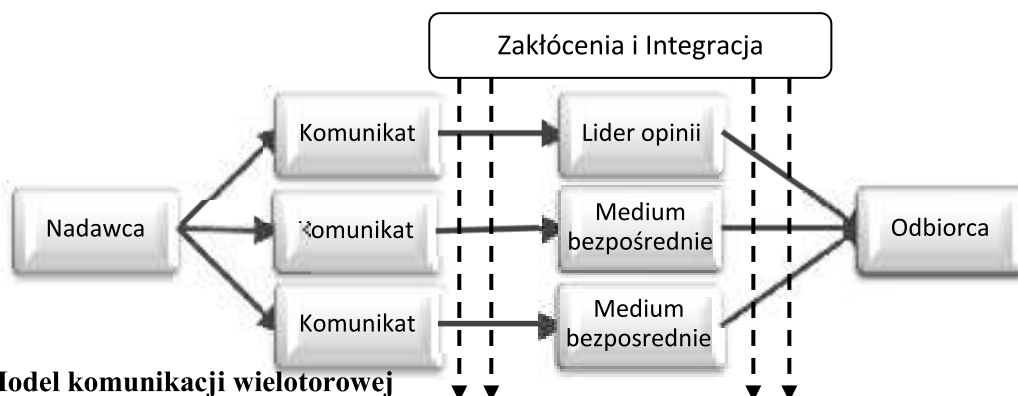 Zakłócenia i Integracja
Komunikat
Lider opinii
Nadawca
Komunikat
Medium
bezpośrednie
Odbiorca
Komunikat
Medium
bezposrednie
Model komunikacji wielotorowej